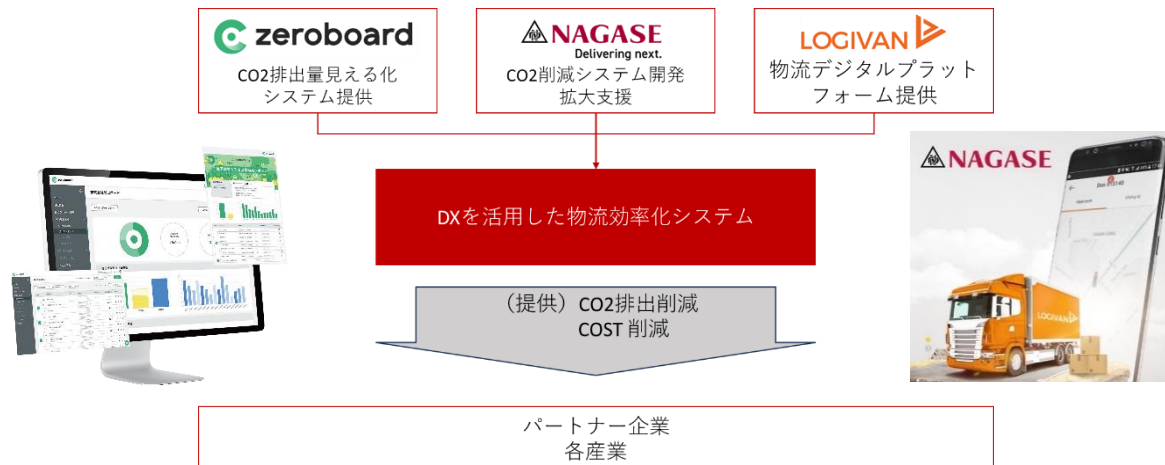 zeroboard
CO2排出量見える化
システム提供
NAGASE
Delivering next.
CO2削減システム開発
拡大支援
LOGIVAN
物流デジタルプラット
フォーム提供
DXを活用した物流効率化システム
（提供）CO2排出削減
COST 削減
NAGASE
LOGIVAN
パートナー企業
各産業